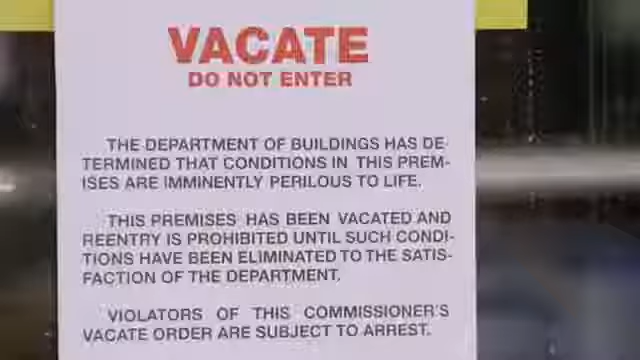 VACATE
DO NOT ENTER
THE DEPARTMENT OF BUILDINGS HAS DE-
TERMINED THAT CONDITIONS IN THIS PREM-
ISES ARE IMMINENTLY PERILOUS TO LIFE.
THIS PREMISES HAS BEEN VACATED AND
REENTRY IS PROHIBITED UNTIL SUCH CONDI-
TIONS HAVE BEEN ELIMINATED TO THE SATIS-
FACTION OF THE DEPARTMENT.
VIOLATORS OF THIS COMMISSIONER'S
VACATE ORDER ARE SUBJECT TO ARREST.